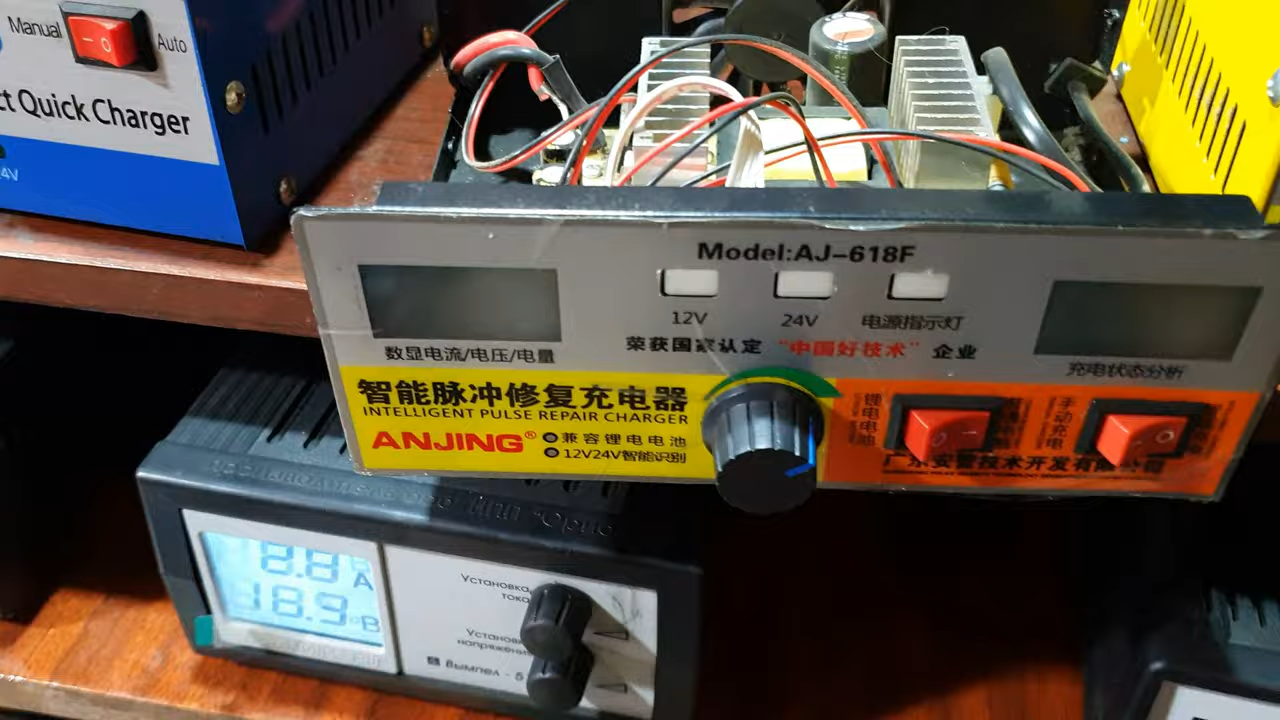 Manual
Auto
ct Quick Charger
4V
Model:AJ-618F
12V
24V
电源指示灯
数显电流/电压/电量
荣获国家认定 "中国好技术" 企业
充电状态分析
智能脉冲修复充电器
INTELLIGENT PULSE REPAIR CHARGER
ANJING®
兼容锂电电池
12V24V智能识别
锂电电池
手动充电
8.8 A
18.9 В
Установка
тока
напряжения
вымпел - 5